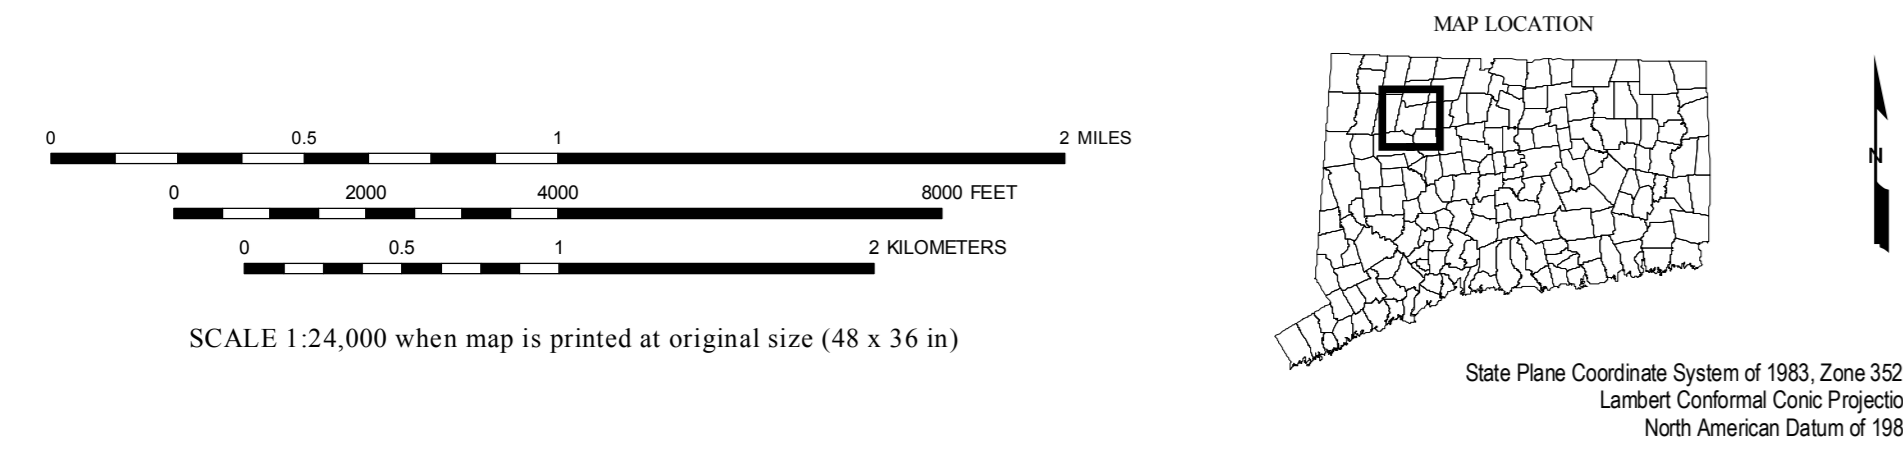 MAP LOCATION
0 0.5 1 2 MILES
0 2000 4000 8000 FEET
0 0.5 1 2 KILOMETERS
SCALE 1:24,000 when map is printed at original size (48 x 36 in)
N
State Plane Coordinate System of 1983, Zone 352
Lambert Conformal Conic Projectio
North American Datum of 198